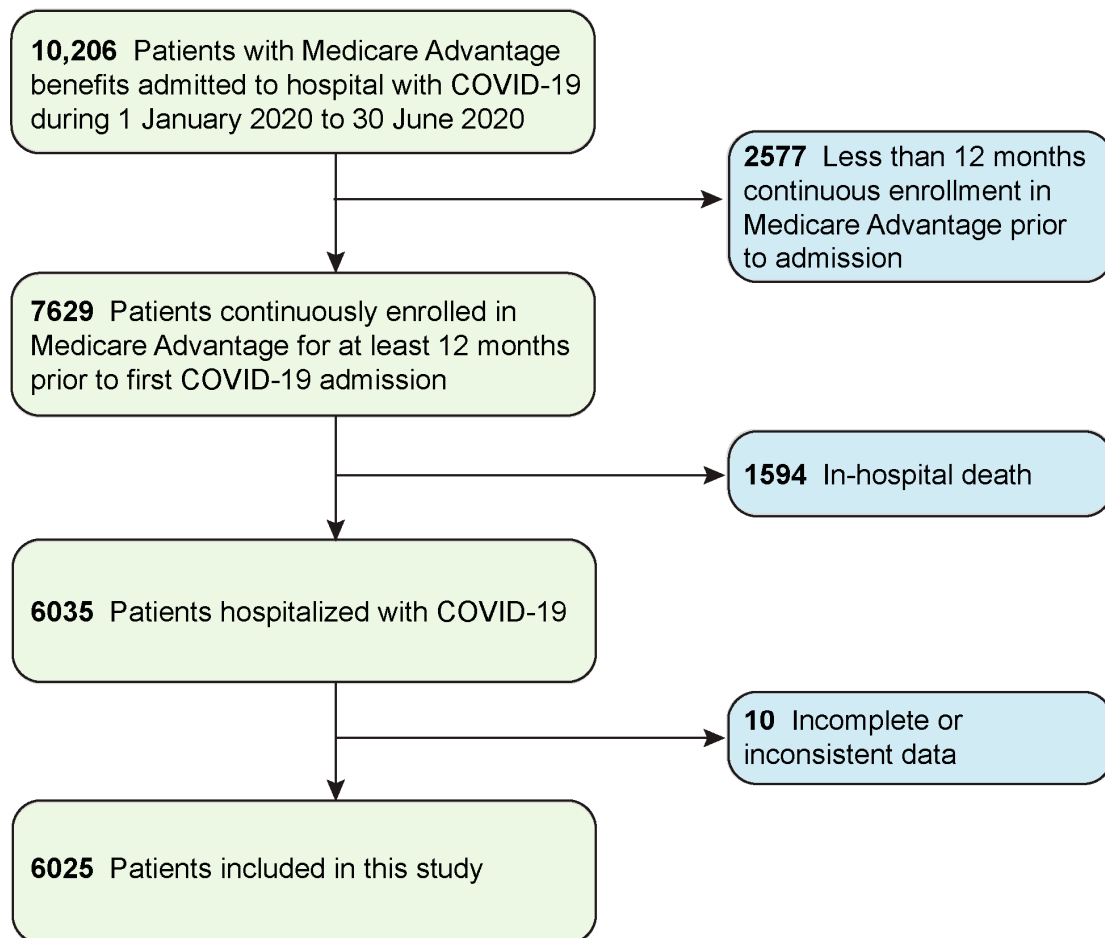 10,206 Patients with Medicare Advantage
benefits admitted to hospital with COVID-19
during 1 January 2020 to 30 June 2020
2577 Less than 12 months
continuous enrollment in
Medicare Advantage prior
to admission
7629 Patients continuously enrolled in
Medicare Advantage for at least 12 months
prior to first COVID-19 admission
1594 In-hospital death
6035 Patients hospitalized with COVID-19
10 Incomplete or
inconsistent data
6025 Patients included in this study